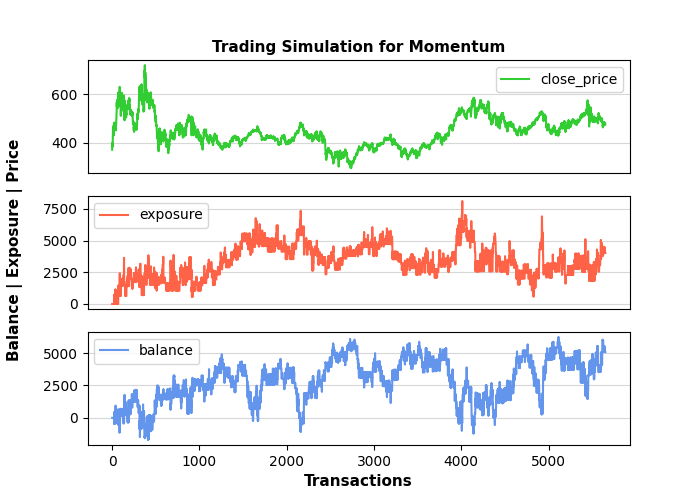 Trading Simulation for Momentum
Balance | Exposure | Price
600
400
close_price
7500
5000
2500
0
exposure
5000
2500
0
balance
0 1000 2000 3000 4000 5000
Transactions